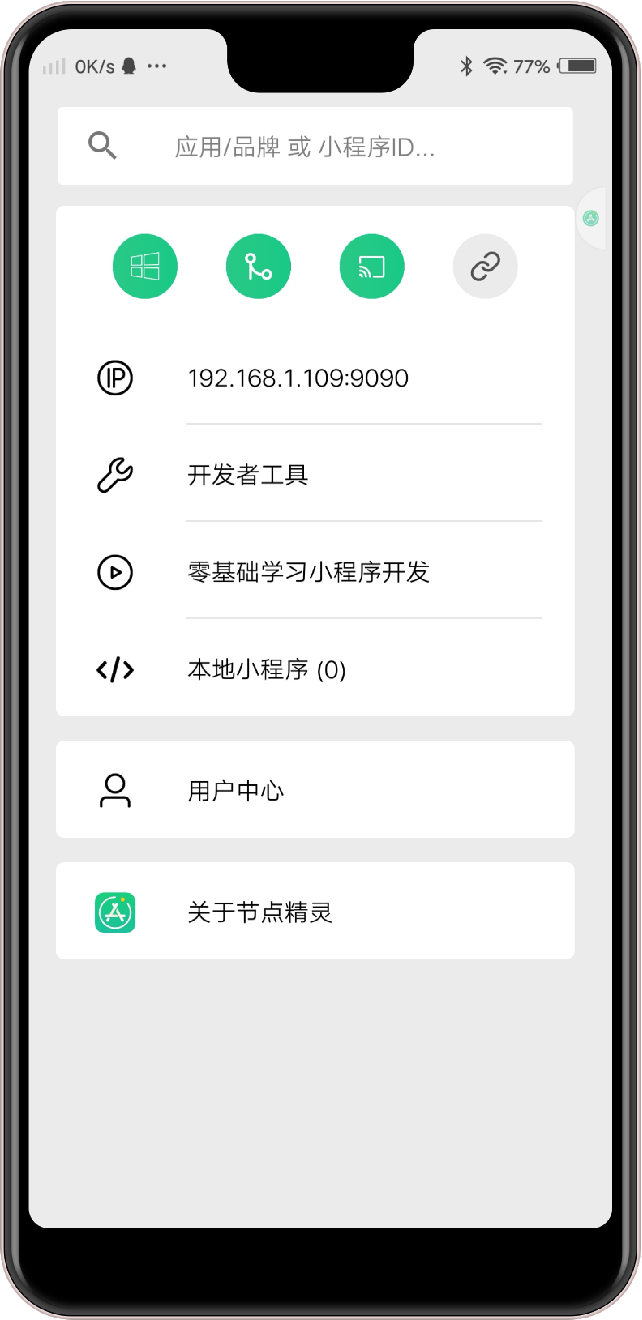 0K/s ... 77%
应用/品牌 或 小程序ID...
192.168.1.109:9090
开发者工具
零基础学习小程序开发
本地小程序 (0)
用户中心
关于节点精灵